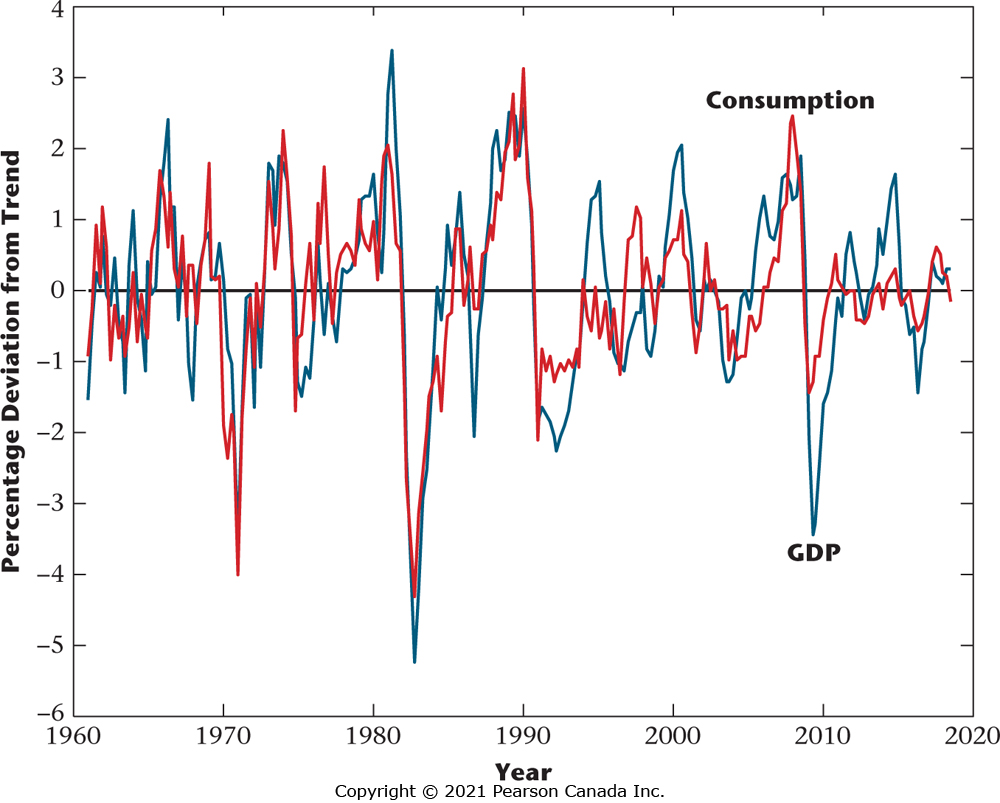 4
3
2
1
0
−1
−2
−3
−4
−5
−6
Percentage Deviation from Trend
Consumption
GDP
1960 1970 1980 1990 2000 2010 2020
Year
Copyright © 2021 Pearson Canada Inc.